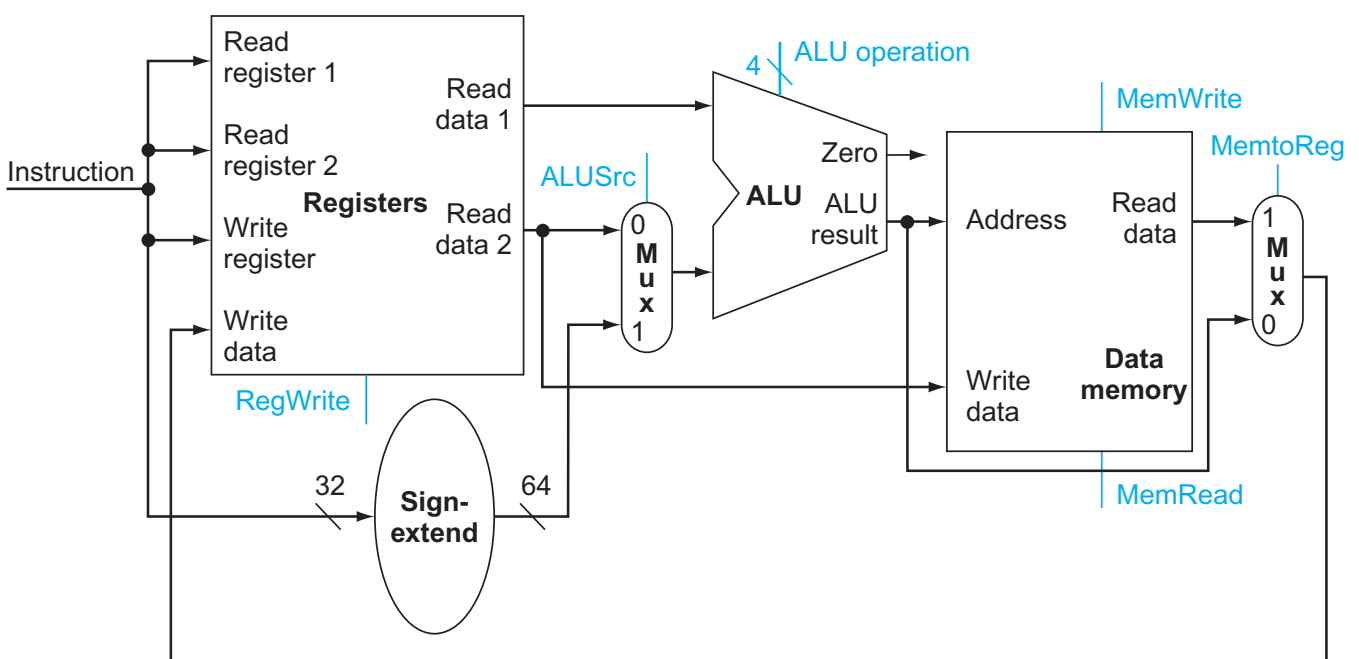 Instruction
Read
register 1
Read
register 2
Registers
Write
register
Write
data
Read
data 1
Read
data 2
RegWrite
32
Sign-
extend
64
ALUSrc
0
M
u
x
1
4
ALU operation
Zero
ALU
ALU
result
MemWrite
Address
Read
data
Write
data
Data
memory
MemRead
MemtoReg
1
M
u
x
0